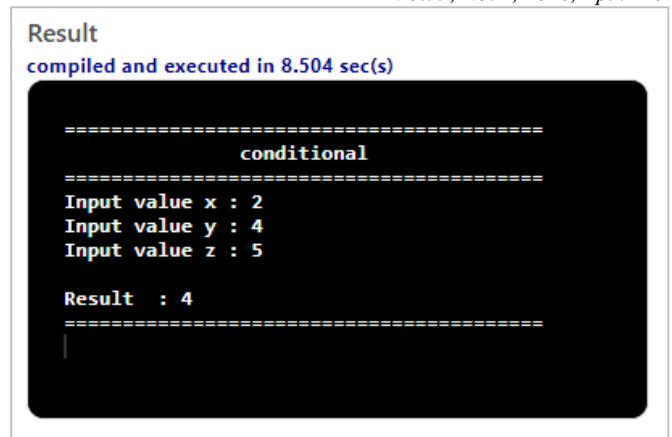 Result
compiled and executed in 8.504 sec(s)
=========================================
conditional
=========================================
Input value x : 2
Input value y : 4
Input value z : 5
Result : 4
=========================================